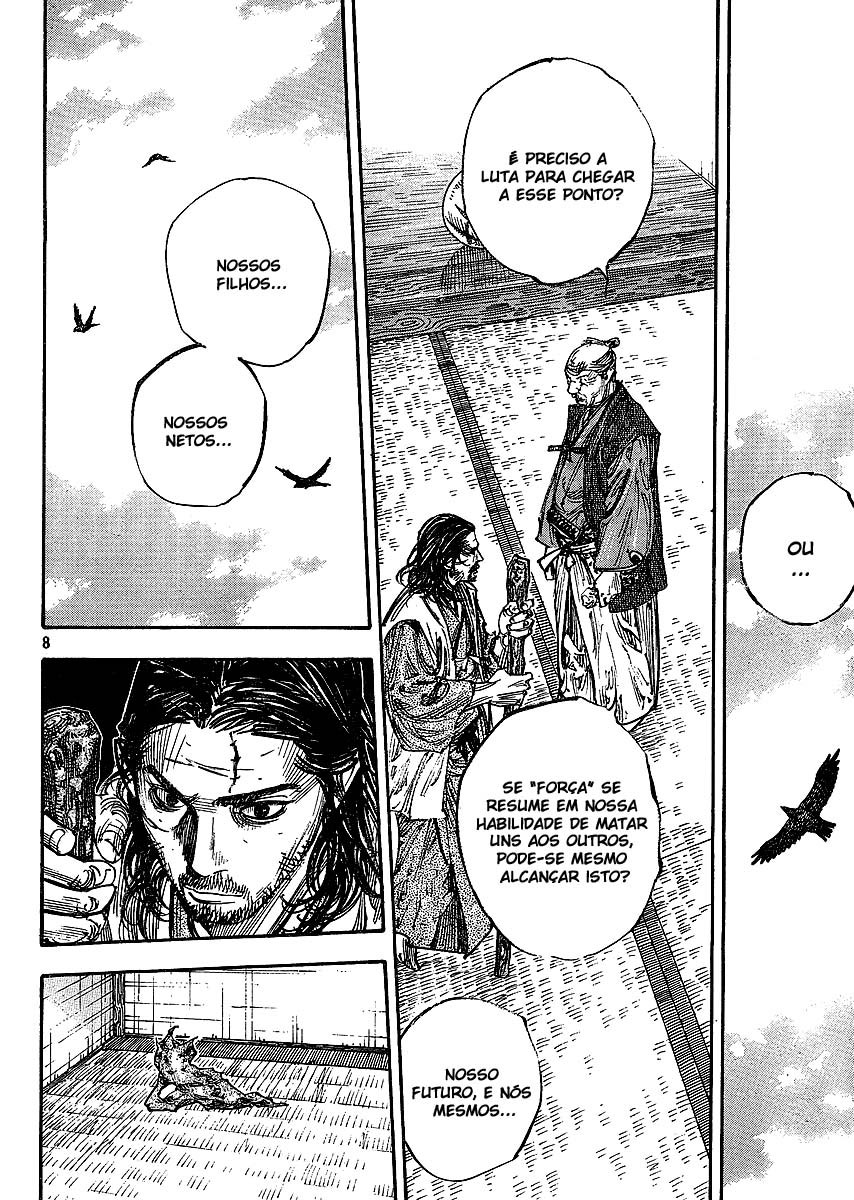 OU
...
É PRECISO A
LUTA PARA CHEGAR
A ESSE PONTO?
SE "FORÇA" SE
RESUME EM NOSSA
HABILIDADE DE MATAR
UNS AOS OUTROS,
PODE-SE MESMO
ALCANÇAR ISTO?
NOSSO
FUTURO, E NÓS
MESMOS...
NOSSOS
FILHOS...
NOSSOS
NETOS...
8